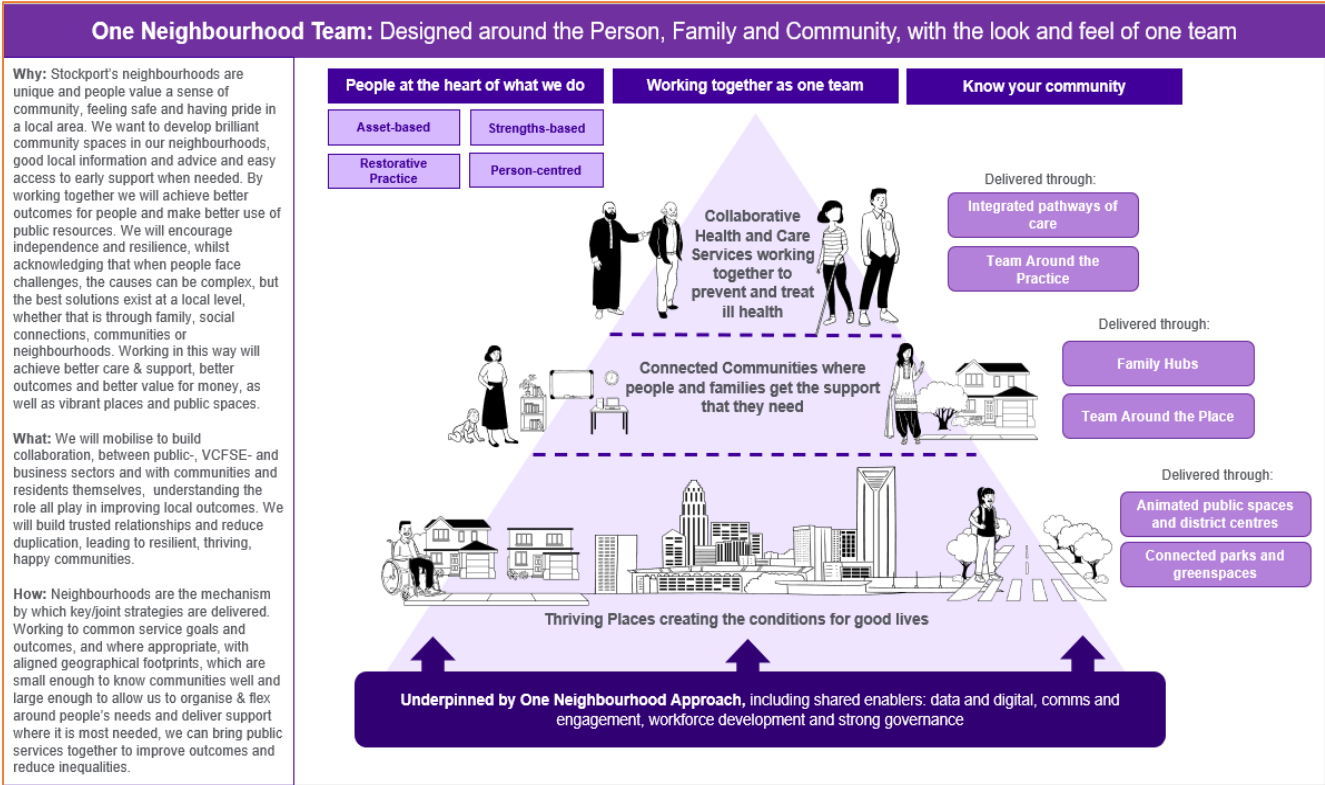 One Neighbourhood Team: Designed around the Person, Family and Community, with the look and feel of one team
Why: Stockport's neighbourhoods are
unique and people value a sense of
community, feeling safe and having pride in
a local area. We want to develop brilliant
community spaces in our neighbourhoods,
good local information and advice and easy
access to early support when needed. By
working together we will achieve better
outcomes for people and make better use of
public resources. We will encourage
independence and resilience, whilst
acknowledging that when people face
challenges, the causes can be complex, but
the best solutions exist at a local level,
whether that is through family, social
connections, communities or
neighbourhoods. Working in this way will
achieve better care & support, better
outcomes and better value for money, as
well as vibrant places and public spaces.
What: We will mobilise to build
collaboration, between public-, VCFSE- and
business sectors and with communities and
residents themselves, understanding the
role all play in improving local outcomes. We
will build trusted relationships and reduce
duplication, leading to resilient, thriving,
happy communities.
How: Neighbourhoods are the mechanism
by which key/joint strategies are delivered.
Working to common service goals and
outcomes, and where appropriate, with
aligned geographical footprints, which are
small enough to know communities well and
large enough to allow us to organise & flex
around people's needs and deliver support
where it is most needed, we can bring public
services together to improve outcomes and
reduce inequalities.
People at the heart of what we do
Working together as one team
Know your community
Asset-based
Strengths-based
Restorative
Practice
Person-centred
Collaborative
Health and Care
Services working
together to
prevent and treat
ill health
Delivered through:
Integrated pathways of
care
Team Around the
Practice
Connected Communities where
people and families get the support
that they need
Delivered through:
Family Hubs
Team Around the Place
Delivered through:
Animated public spaces
and district centres
Connected parks and
greenspaces
Thriving Places creating the conditions for good lives
Underpinned by One Neighbourhood Approach, including shared enablers: data and digital, comms and
engagement, workforce development and strong governance